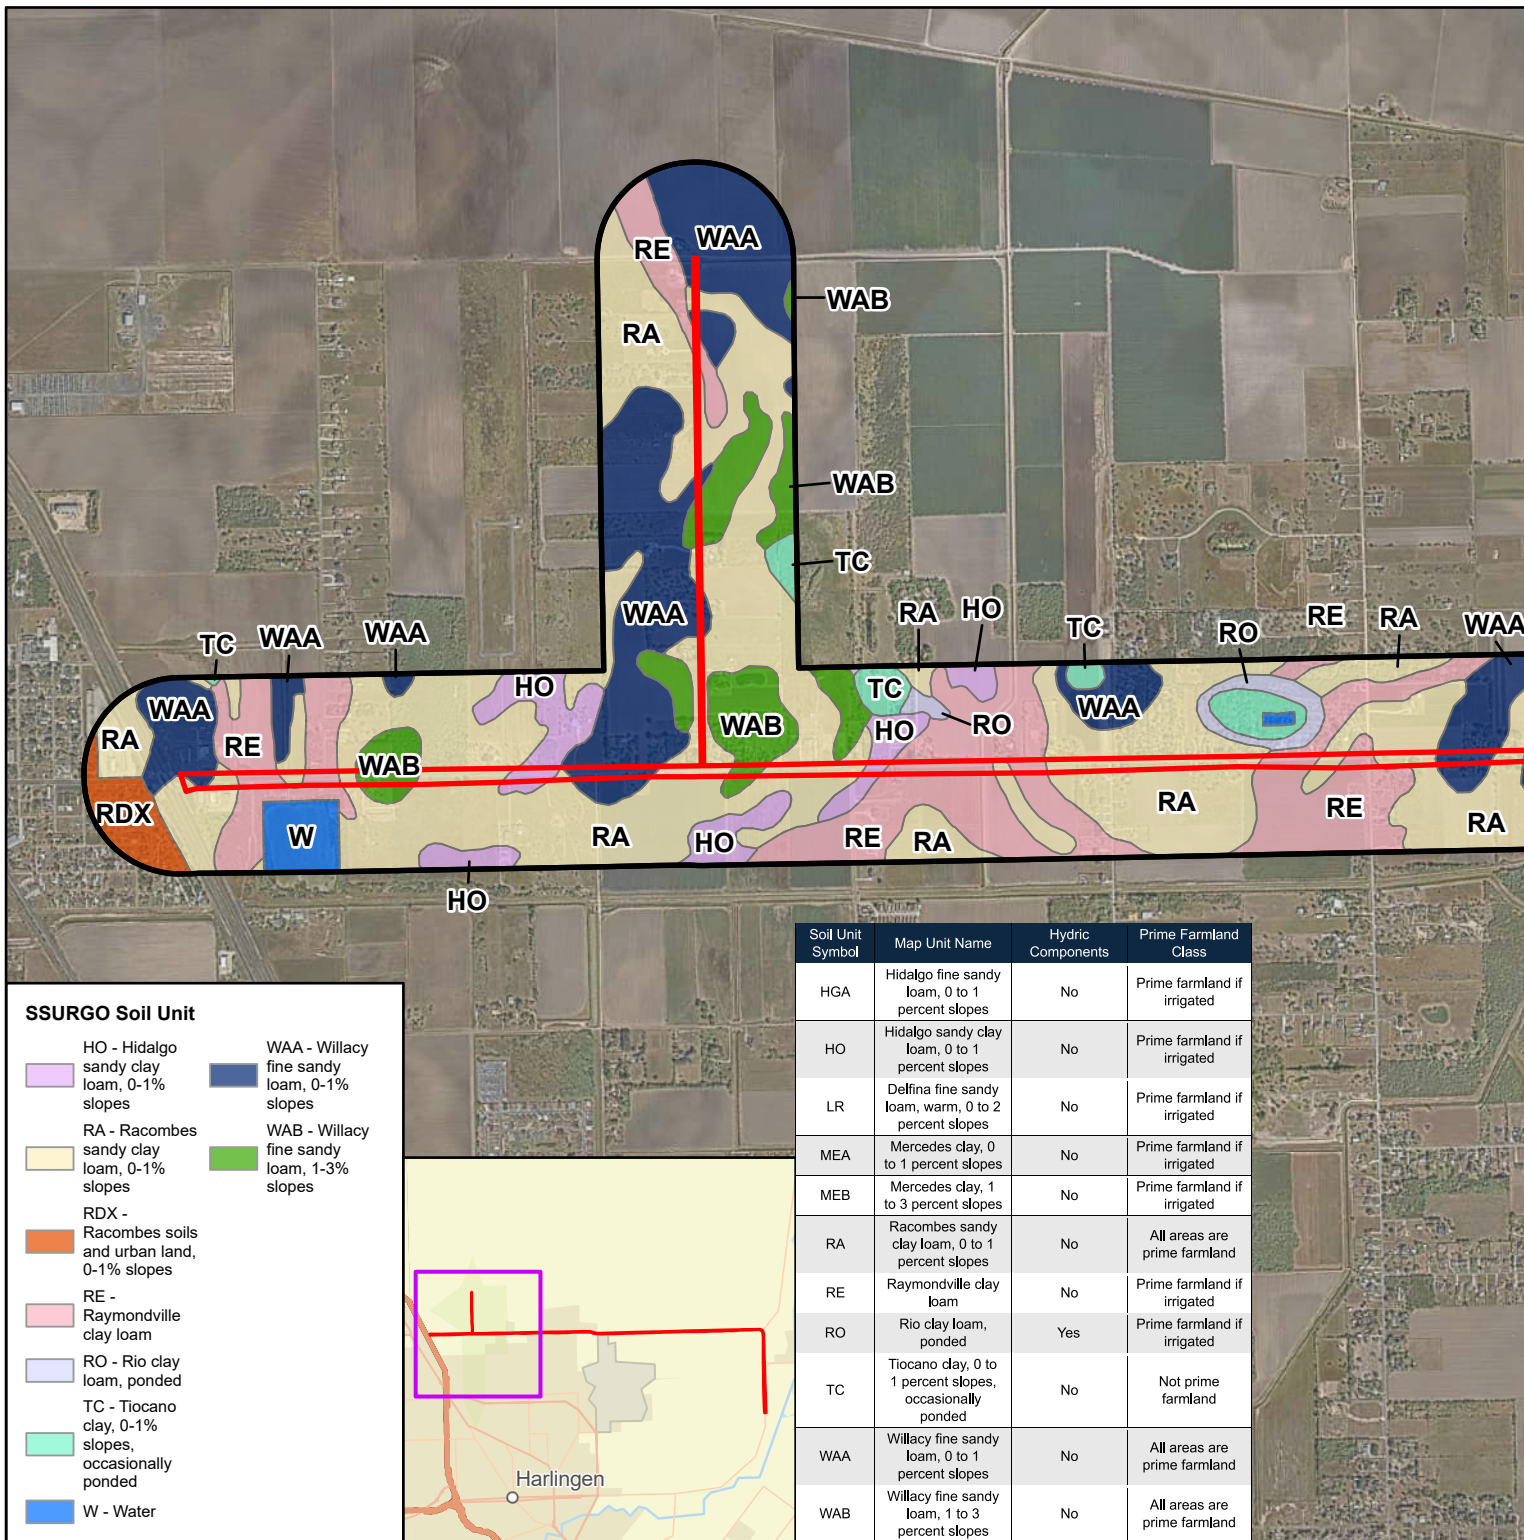 RE
WAA
WAB
RA
WAB
TC
WAA
RA
HO
TC
RE
RA
WAA
RO
TC
WAA
WAA
HO
WAA
RA
RE
WAB
WAB
TC
HO
RO
WAA
RDX
W
RA
HO
RE
RA
RA
RE
RA
HO
SSURGO Soil Unit
HO - Hidalgo
sandy clay
loam, 0-1%
slopes
RA - Racombes
sandy clay
loam, 0-1%
slopes
RDX -
Racombes soils
and urban land,
0-1% slopes
RE -
Raymondville
clay loam
RO - Rio clay
loam, ponded
TC - Tiocano
clay, 0-1%
slopes,
occasionally
ponded
W - Water
WAA - Willacy
fine sandy
loam, 0-1%
slopes
WAB - Willacy
fine sandy
loam, 1-3%
slopes
Harlingen
Soil Unit
Symbol
Map Unit Name
Hydric
Components
Prime Farmland
Class
HGA
Hidalgo fine sandy
loam, 0 to 1
percent slopes
No
Prime farmland if
irrigated
HO
Hidalgo sandy clay
loam, 0 to 1
percent slopes
No
Prime farmland if
irrigated
LR
Delfina fine sandy
loam, warm, 0 to 2
percent slopes
No
Prime farmland if
irrigated
MEA
Mercedes clay, 0
to 1 percent slopes
No
Prime farmland if
irrigated
MEB
Mercedes clay, 1
to 3 percent slopes
No
Prime farmland if
irrigated
RA
Racombes sandy
clay loam, 0 to 1
percent slopes
No
All areas are
prime farmland
RE
Raymondville clay
loam
No
Prime farmland if
irrigated
RO
Rio clay loam,
ponded
Yes
Prime farmland if
irrigated
TC
Tiocano clay, 0 to
1 percent slopes,
occasionally
ponded
No
Not prime
farmland
WAA
Willacy fine sandy
loam, 0 to 1
percent slopes
No
All areas are
prime farmland
WAB
Willacy fine sandy
loam, 1 to 3
percent slopes
No
All areas are
prime farmland